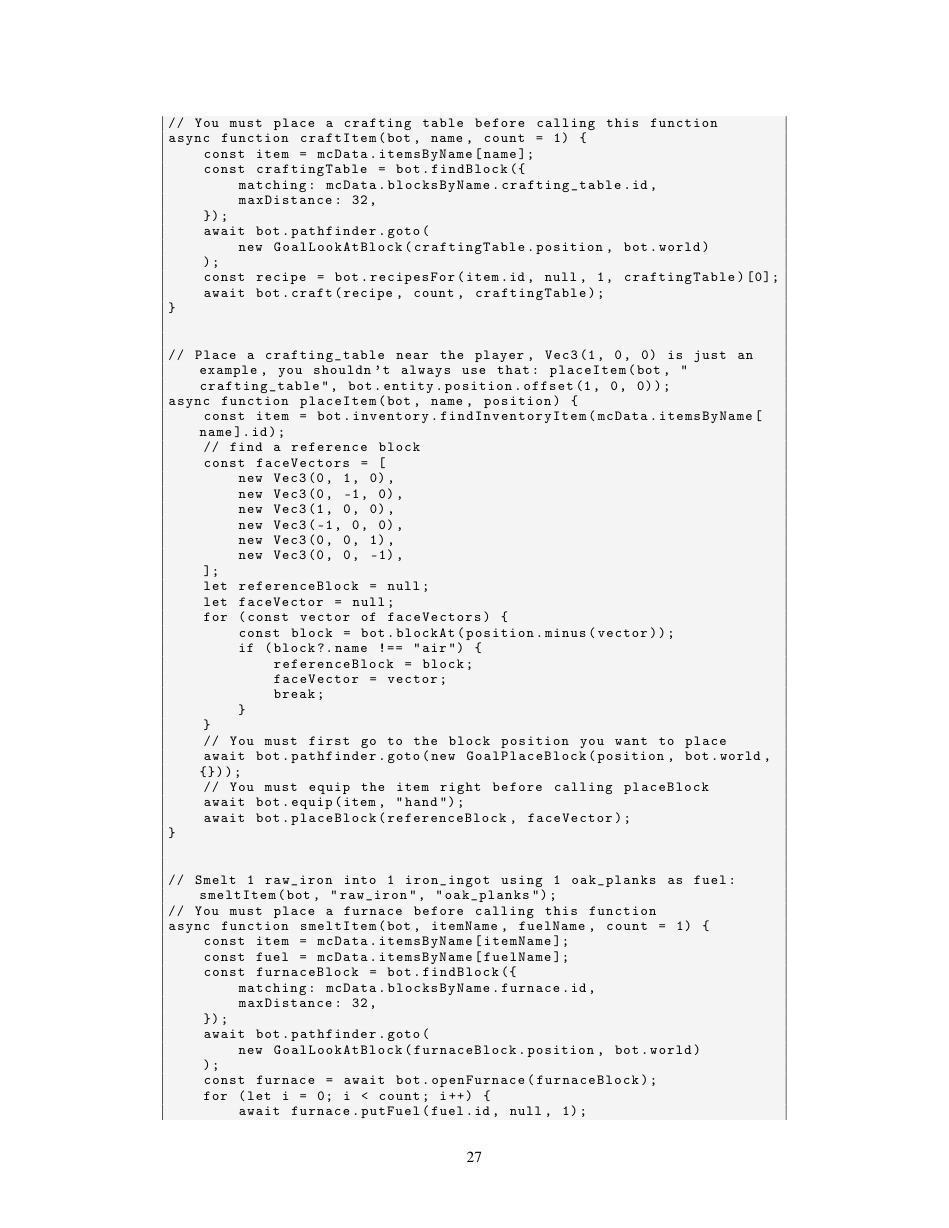 // You must place a crafting table before calling this function
async function craftItem(bot, name, count = 1) {
    const item = mcData.itemsByName[name];
    const craftingTable = bot.findBlock({
        matching: mcData.blocksByName.crafting_table.id,
        maxDistance: 32,
    });
    await bot.pathfinder.goto(
        new GoalLookAtBlock(craftingTable.position, bot.world)
    );
    const recipe = bot.recipesFor(item.id, null, 1, craftingTable)[0];
    await bot.craft(recipe, count, craftingTable);
}
// Place a crafting_table near the player, Vec3(1, 0, 0) is just an
    example, you shouldn't always use that: placeItem(bot, "
    crafting_table", bot.entity.position.offset(1, 0, 0));
async function placeItem(bot, name, position) {
    const item = bot.inventory.findInventoryItem(mcData.itemsByName[
    name].id);
    // find a reference block
    const faceVectors = [
        new Vec3(0, 1, 0),
        new Vec3(0, -1, 0),
        new Vec3(1, 0, 0),
        new Vec3(-1, 0, 0),
        new Vec3(0, 0, 1),
        new Vec3(0, 0, -1),
    ];
    let referenceBlock = null;
    let faceVector = null;
    for (const vector of faceVectors) {
        const block = bot.blockAt(position.minus(vector));
        if (block?.name !== "air") {
            referenceBlock = block;
            faceVector = vector;
            break;
        }
    }
    // You must first go to the block position you want to place
    await bot.pathfinder.goto(new GoalPlaceBlock(position, bot.world,
    {}));
    // You must equip the item right before calling placeBlock
    await bot.equip(item, "hand");
    await bot.placeBlock(referenceBlock, faceVector);
}
// Smelt 1 raw_iron into 1 iron_ingot using 1 oak_planks as fuel:
    smeltItem(bot, "raw_iron", "oak_planks");
// You must place a furnace before calling this function
async function smeltItem(bot, itemName, fuelName, count = 1) {
    const item = mcData.itemsByName[itemName];
    const fuel = mcData.itemsByName[fuelName];
    const furnaceBlock = bot.findBlock({
        matching: mcData.blocksByName.furnace.id,
        maxDistance: 32,
    });
    await bot.pathfinder.goto(
        new GoalLookAtBlock(furnaceBlock.position, bot.world)
    );
    const furnace = await bot.openFurnace(furnaceBlock);
    for (let i = 0; i < count; i++) {
        await furnace.putFuel(fuel.id, null, 1);
27